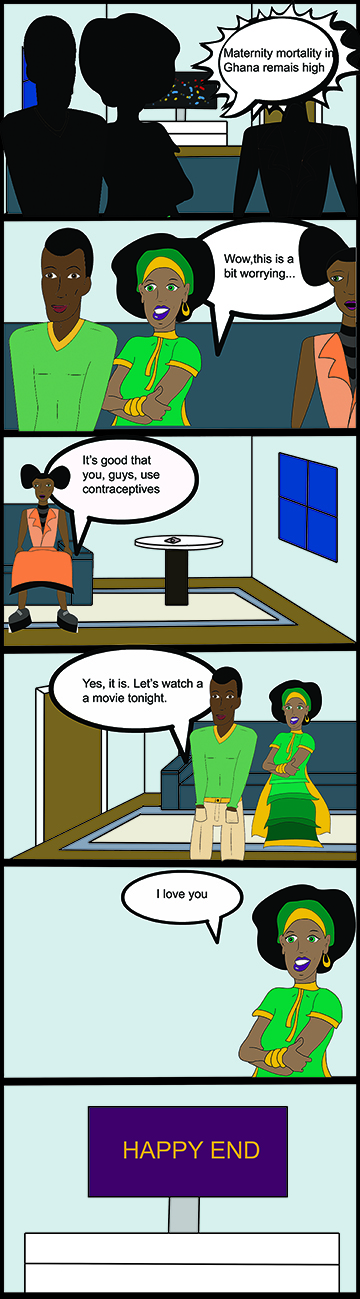 Maternity mortality in
Ghana remais high
Wow,this is a
bit worrying...
It's good that
you, guys, use
contraceptives
Yes, it is. Let's watch a
a movie tonight.
I love you
HAPPY END